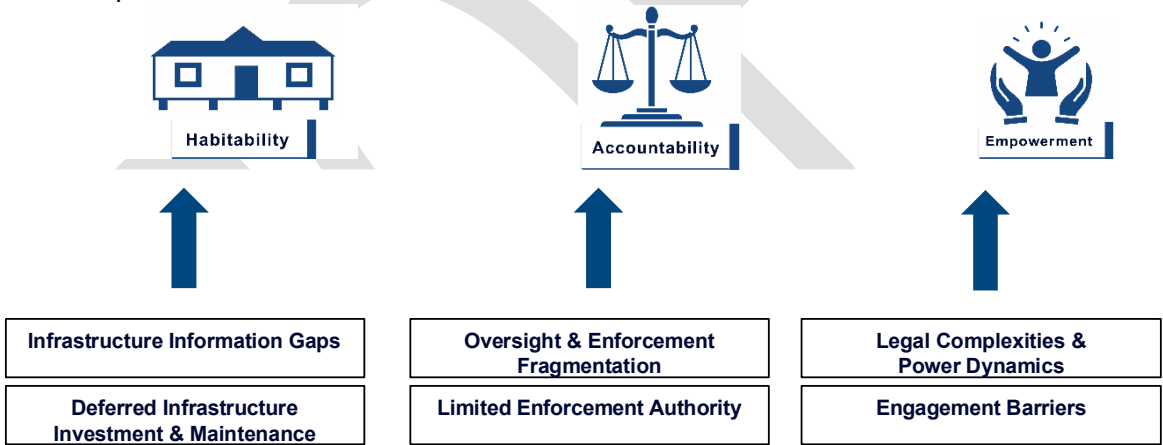 Habitability
Accountability
Empowerment
Infrastructure Information Gaps
Oversight & Enforcement
Fragmentation
Legal Complexities &
Power Dynamics
Deferred Infrastructure
Investment & Maintenance
Limited Enforcement Authority
Engagement Barriers